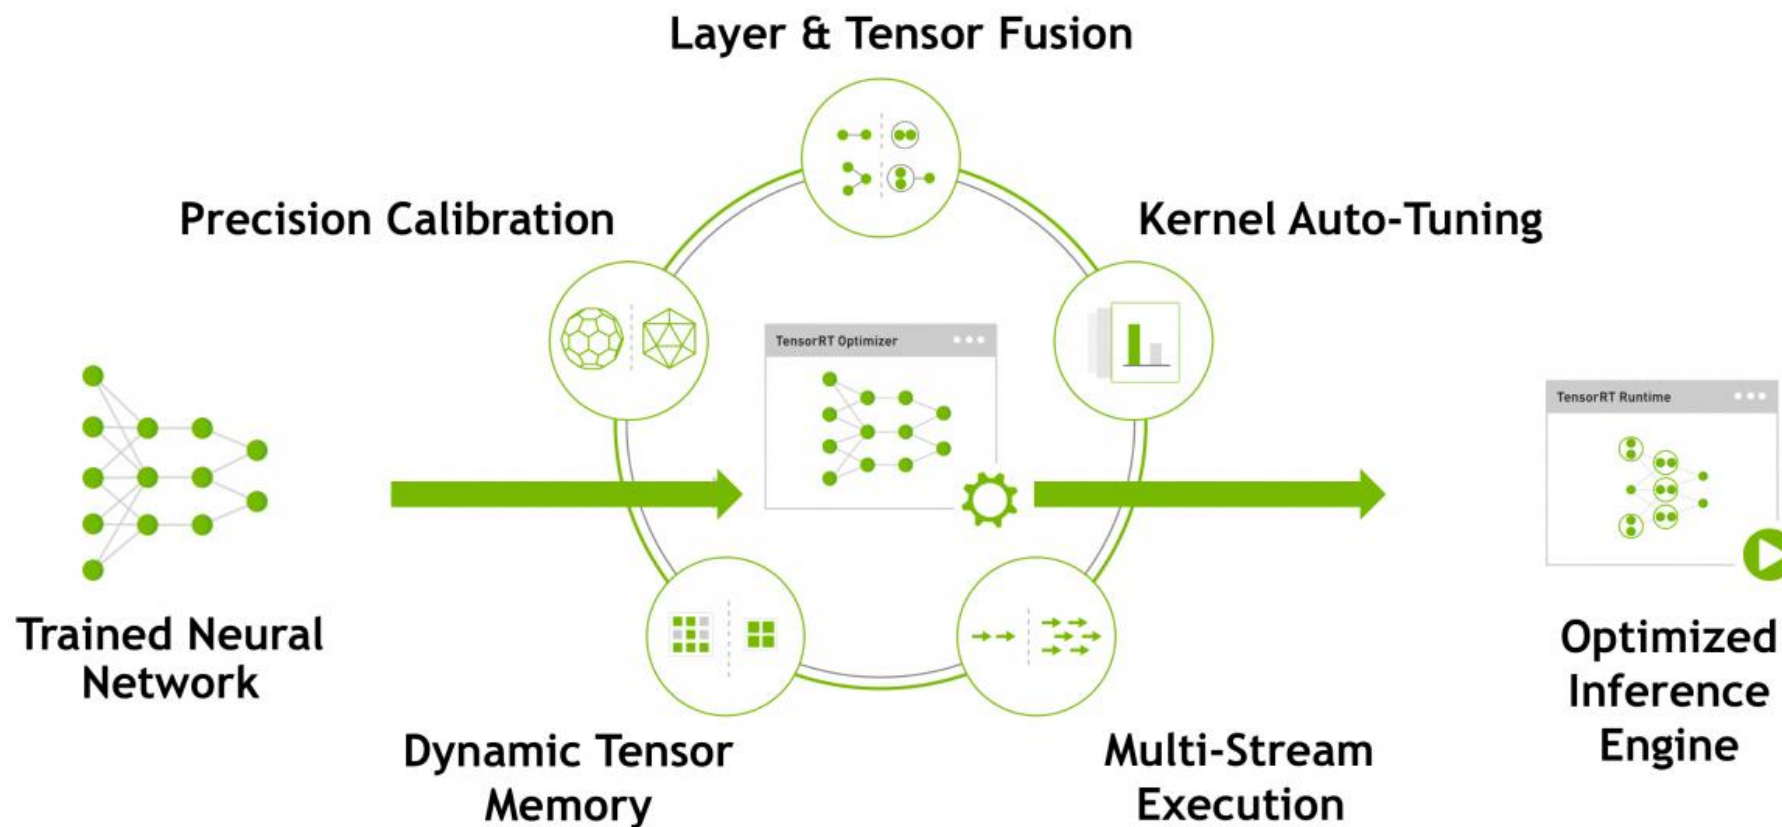 Layer & Tensor Fusion
Precision Calibration
Kernel Auto-Tuning
TensorRT Optimizer
TensorRT Runtime
Trained Neural
Network
Optimized
Inference
Engine
Dynamic Tensor
Memory
Multi-Stream
Execution